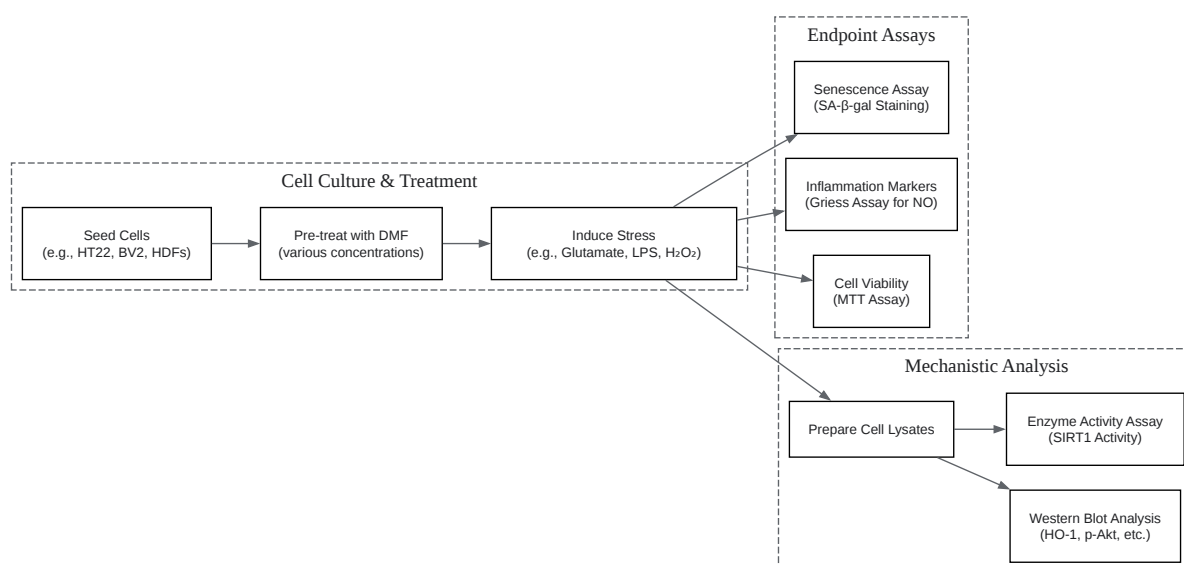 Endpoint Assays
Senescence Assay
(SA-β-gal Staining)
Inflammation Markers
(Griess Assay for NO)
Cell Viability
(MTT Assay)
Cell Culture & Treatment
Seed Cells
(e.g., HT22, BV2, HDFs)
Pre-treat with DMF
(various concentrations)
Induce Stress
(e.g., Glutamate, LPS, H₂O₂)
Mechanistic Analysis
Prepare Cell Lysates
Enzyme Activity Assay
(SIRT1 Activity)
Western Blot Analysis
(HO-1, p-Akt, etc.)